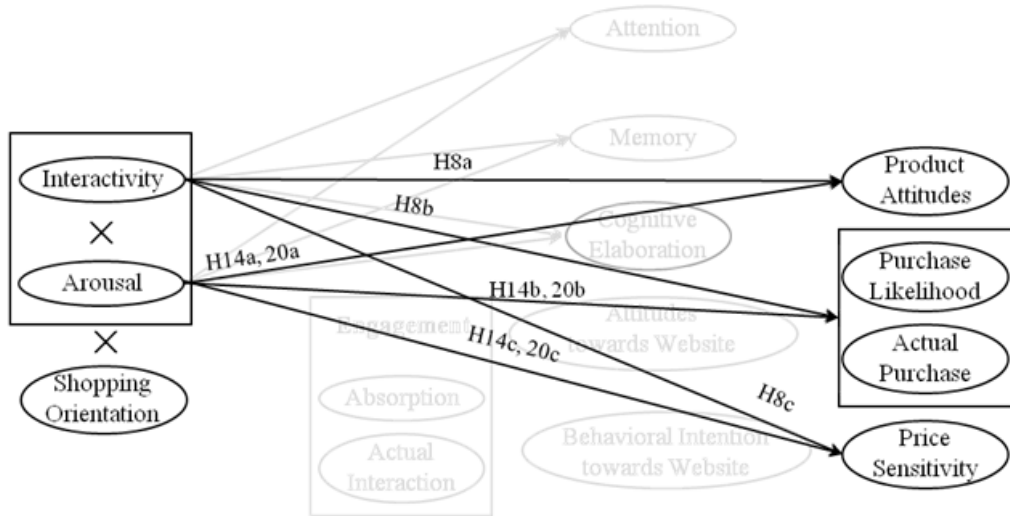 Attention
Memory
H8a
Interactivity
Product
Attitudes
H8b
Cognitive
Elaboration
×
H14a, 20a
Arousal
Purchase
Likelihood
H14b, 20b
Engagement
Attitudes
towards Website
×
H14c, 20c
Actual
Purchase
Shopping
Orientation
Absorption
H8c
Behavioral Intention
towards Website
Price
Sensitivity
Actual
Interaction